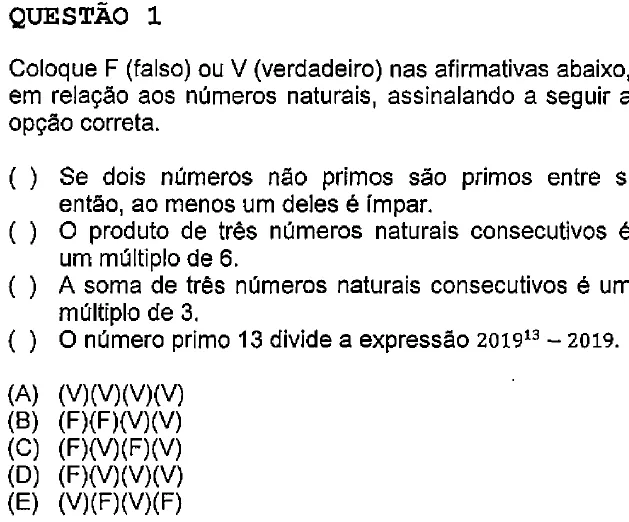 QUESTÃO 1
Coloque F (falso) ou V (verdadeiro) nas afirmativas abaixo,
em relação aos números naturais, assinalando a seguir a
opção correta.
( ) Se dois números não primos são primos entre s
então, ao menos um deles é ímpar.
( ) O produto de três números naturais consecutivos é
um múltiplo de 6.
( ) A soma de três números naturais consecutivos é um
múltiplo de 3.
( ) O número primo 13 divide a expressão 2019¹³ – 2019.
(A) (V)(V)(V)(V)
(B) (F)(F)(V)(V)
(C) (F)(V)(F)(V)
(D) (F)(V)(V)(V)
(E) (V)(F)(V)(F)